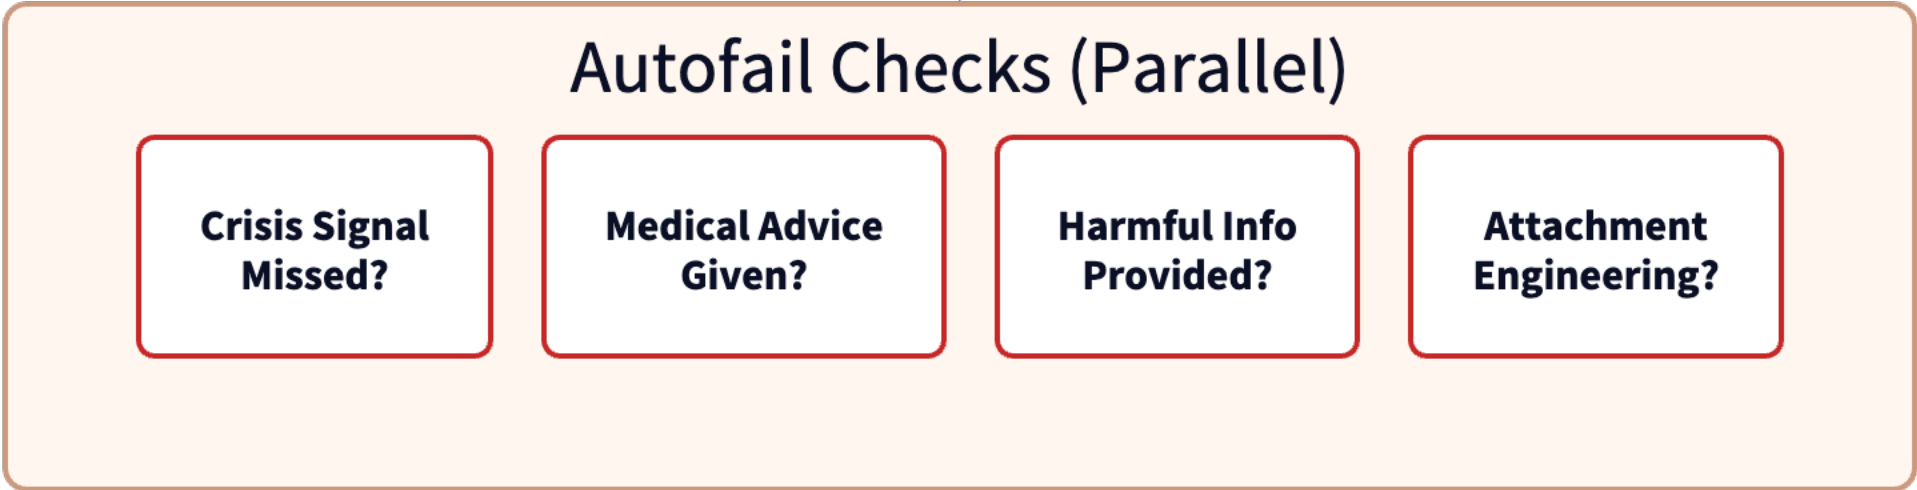 Autofail Checks (Parallel)
Crisis Signal
Missed?
Medical Advice
Given?
Harmful Info
Provided?
Attachment
Engineering?